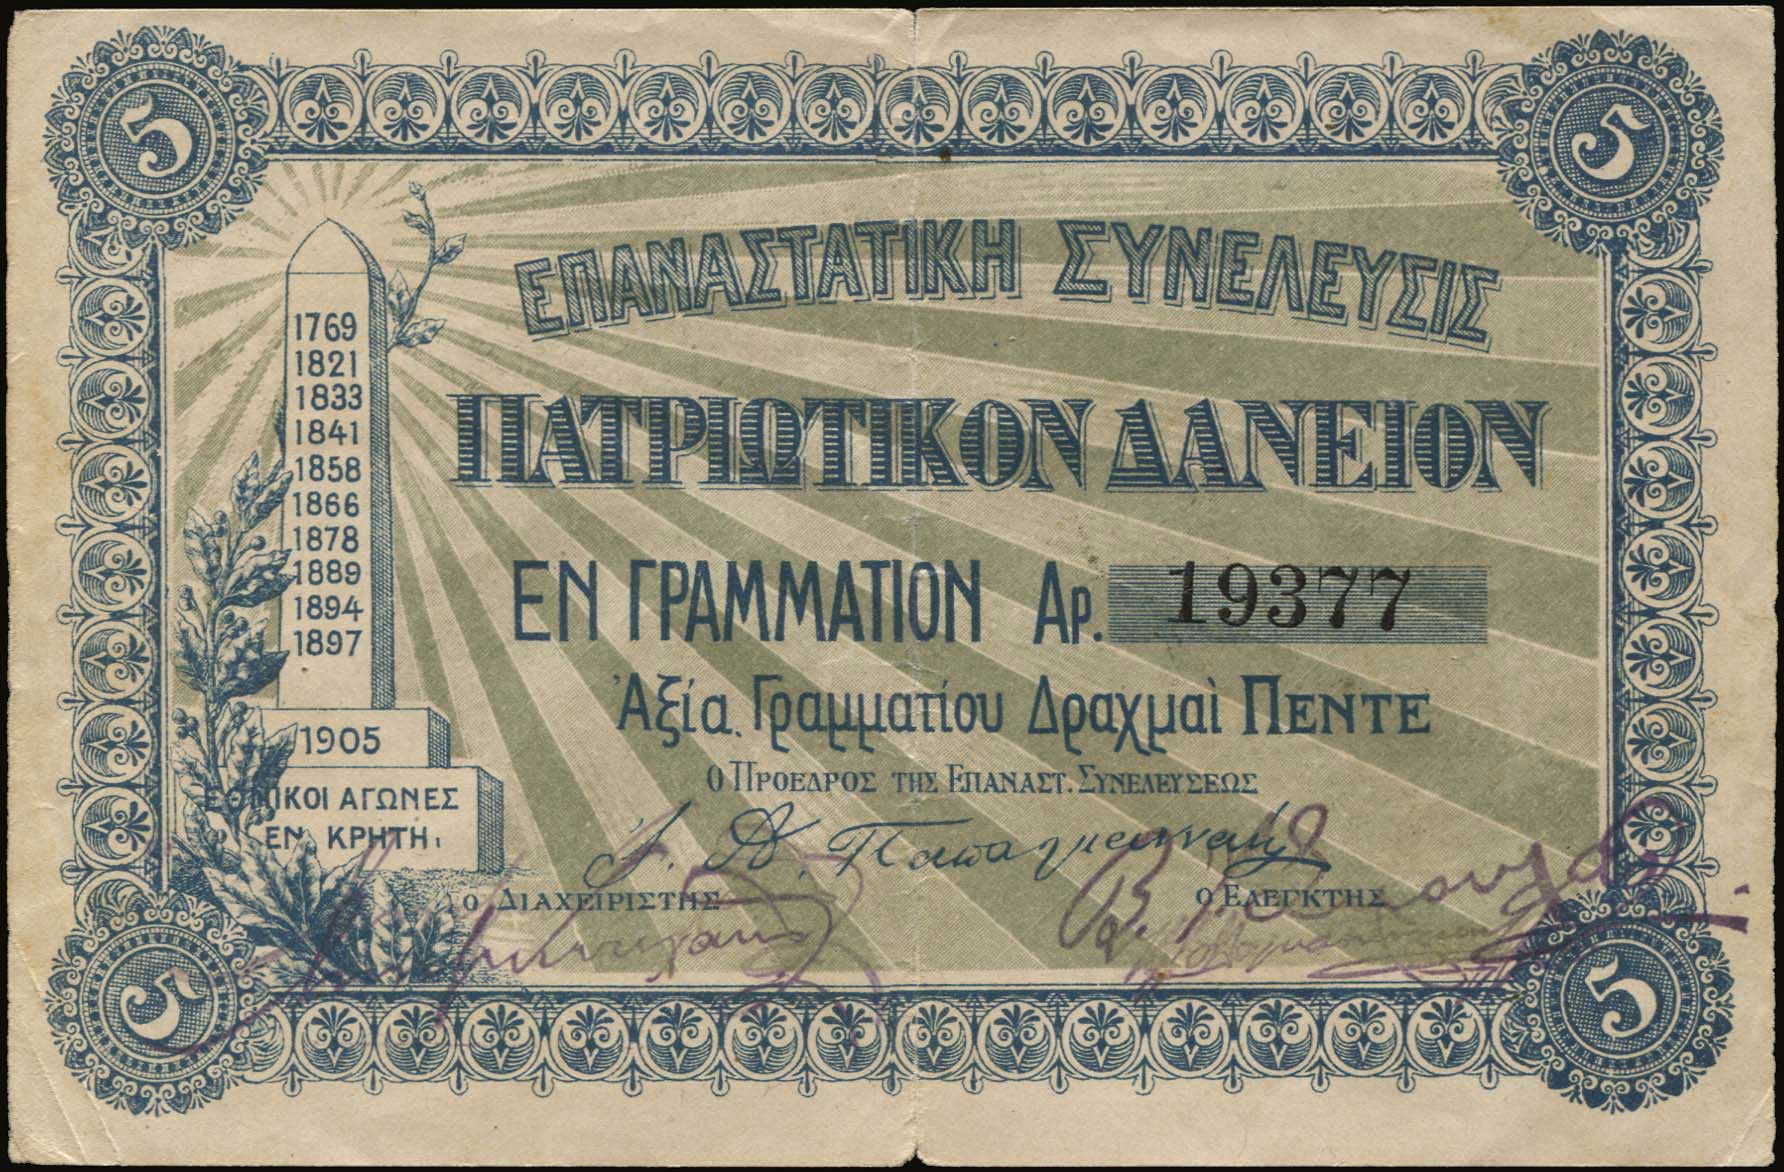 5 5
ΕΠΑΝΑΣΤΑΤΙΚΗ ΣΥΝΕΛΕΥΣΙΣ
ΠΑΤΡΙΩΤΙΚΟΝ ΔΑΝΕΙΟΝ
ΕΝ ΓΡΑΜΜΑΤΙΟΝ ΑΡ. 19377
Ἀξία Γραμματίου Δραχμαὶ ΠΕΝΤΕ
Ο ΠΡΟΕΔΡΟΣ ΤΗΣ ΕΠΑΝΑΣΤ. ΣΥΝΕΛΕΥΣΕΩΣ
Ο ΔΙΑΧΕΙΡΙΣΤΗΣ Ο ΕΛΕΓΚΤΗΣ
1769
1821
1833
1841
1858
1866
1878
1889
1894
1897
1905
ΕΘΝΙΚΟΙ ΑΓΩΝΕΣ
ΕΝ ΚΡΗΤΗ
5 5